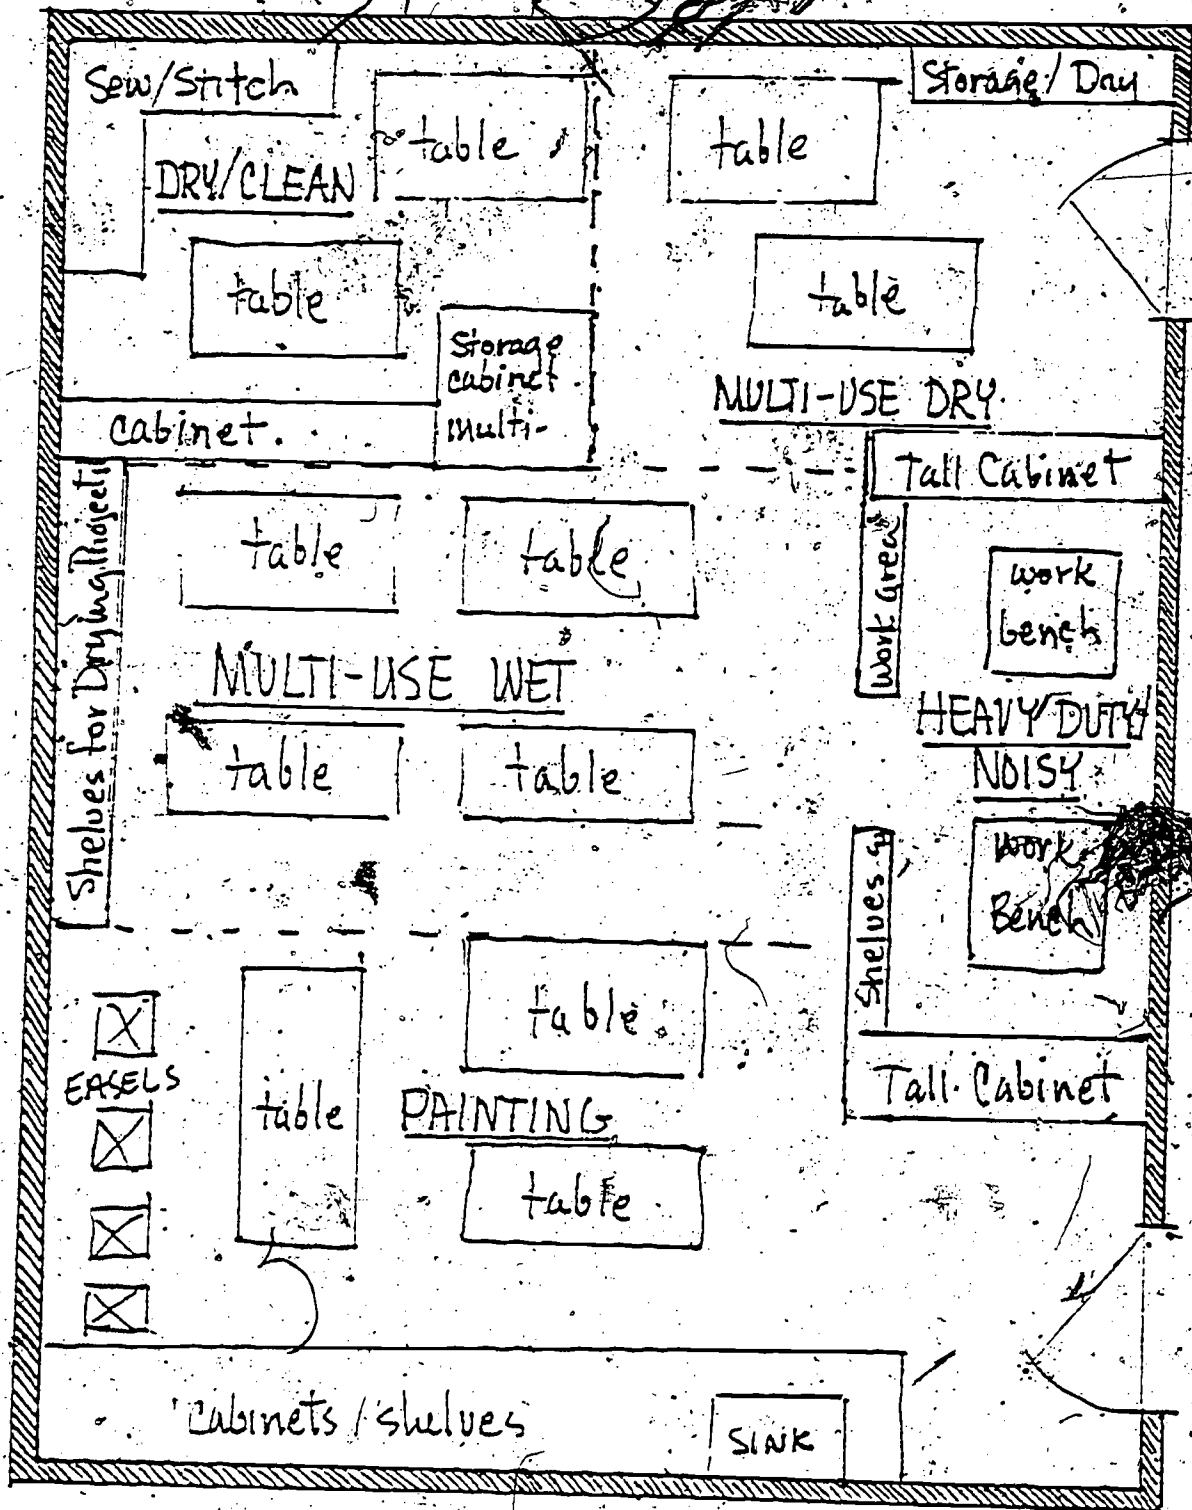 Sew/Stitch
Storage/Dry
table
table
DRY/CLEAN
table
table
Storage
cabinet
multi-
MULTI-USE DRY
cabinet.
Tall Cabinet
Shelves for Drying Projects
table
table
Work area
work
bench
MULTI-USE WET
HEAVY DUTY/
NOISY
table
table
Shelves
Work
Bench
table
EASELS
table
PAINTING
Tall Cabinet
table
Cabinets/shelves
SINK